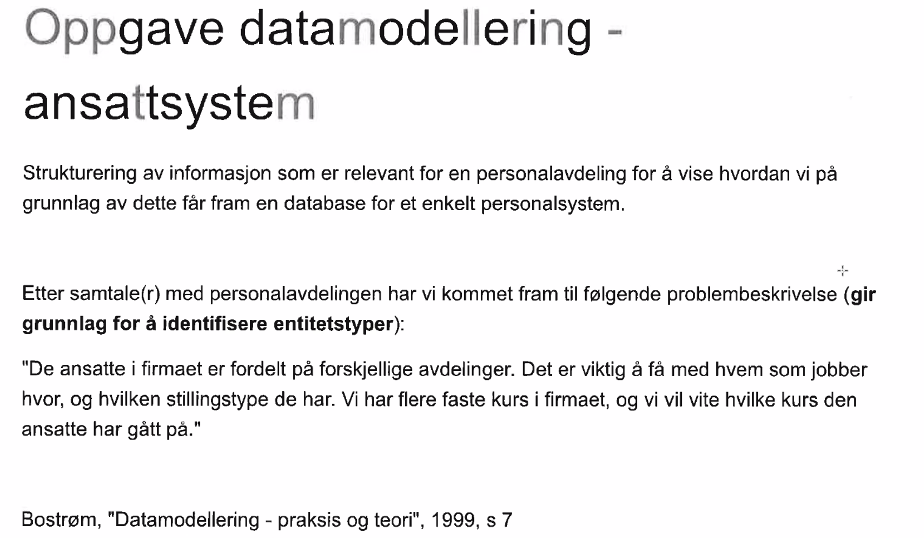 Oppgave datamodellering -
ansattsystem
Strukturering av informasjon som er relevant for en personalavdeling for å vise hvordan vi på
grunnlag av dette får fram en database for et enkelt personalsystem.
Etter samtale(r) med personalavdelingen har vi kommet fram til følgende problembeskrivelse (gir
grunnlag for å identifisere entitetstyper):
"De ansatte i firmaet er fordelt på forskjellige avdelinger. Det er viktig å få med hvem som jobber
hvor, og hvilken stillingstype de har. Vi har flere faste kurs i firmaet, og vi vil vite hvilke kurs den
ansatte har gått på."
Bostrøm, "Datamodellering - praksis og teori", 1999, s 7